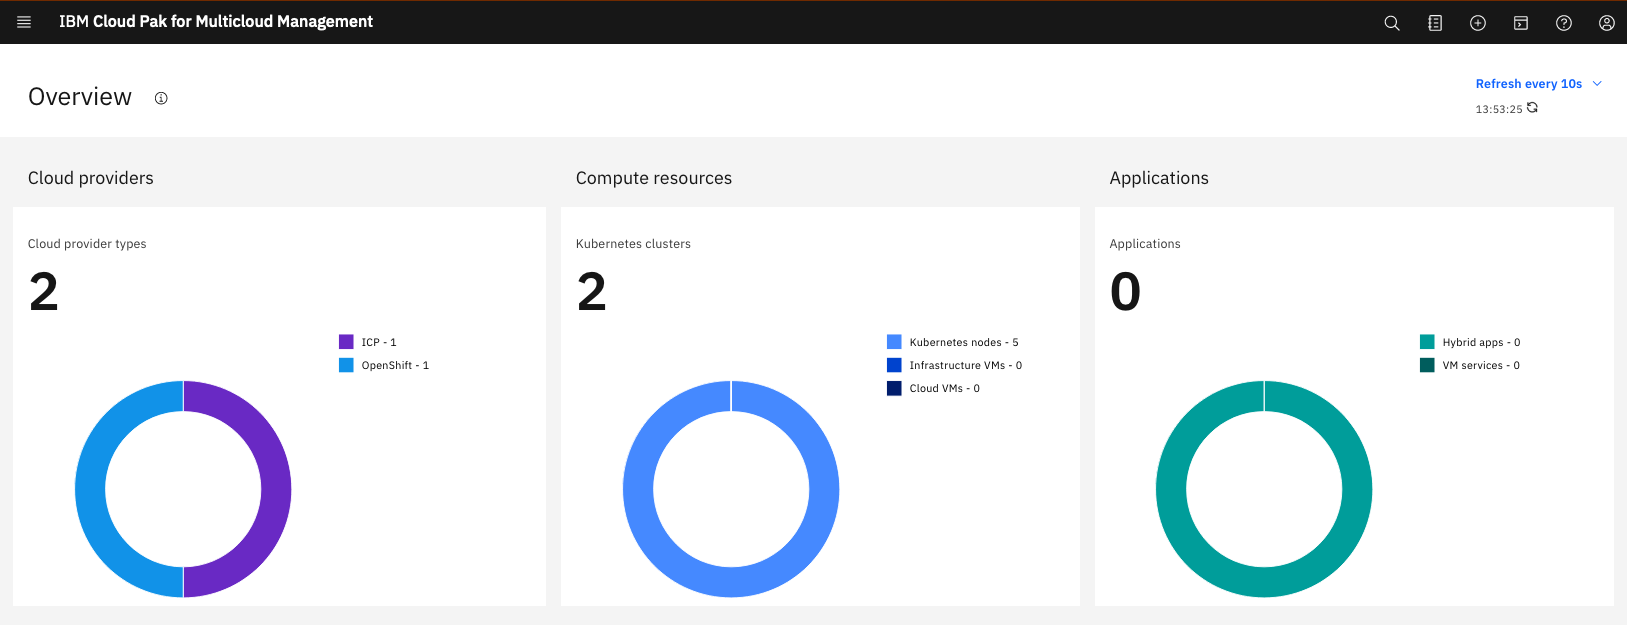 IBM Cloud Pak for Multicloud Management
Overview
Refresh every 10s
13:53:25
Cloud providers
Cloud provider types
2
ICP - 1
OpenShift - 1
Compute resources
Kubernetes clusters
2
Kubernetes nodes - 5
Infrastructure VMs - 0
Cloud VMs - 0
Applications
Applications
0
Hybrid apps - 0
VM services - 0